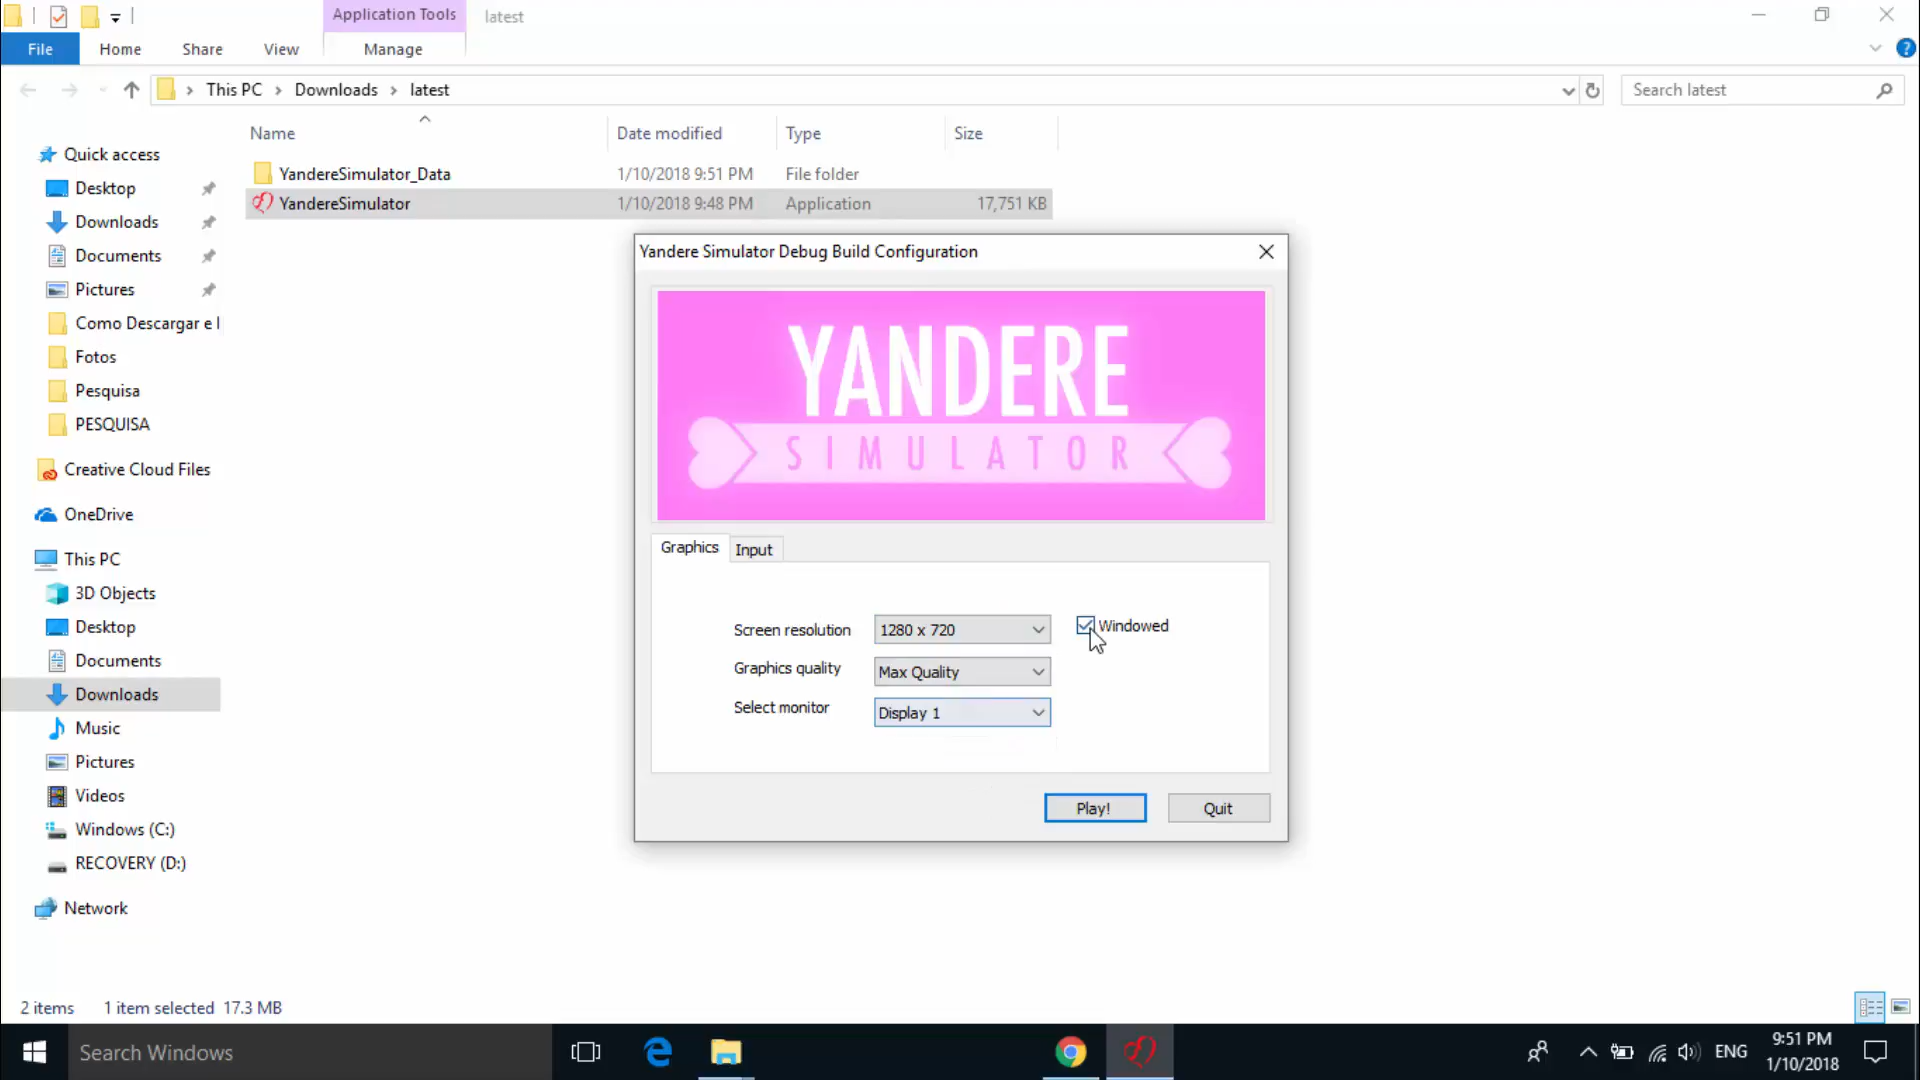 Application Tools
latest
File
Home
Share
View
Manage
This PC
Downloads
latest
Search latest
Name
Date modified
Type
Size
YandereSimulator_Data
1/10/2018 9:51 PM
File folder
YandereSimulator
1/10/2018 9:48 PM
Application
17,751 KB
Quick access
Desktop
Downloads
Documents
Pictures
Como Descargar e I
Fotos
Pesquisa
PESQUISA
Creative Cloud Files
OneDrive
This PC
3D Objects
Desktop
Documents
Downloads
Music
Pictures
Videos
Windows (C:)
RECOVERY (D:)
Network
Yandere Simulator Debug Build Configuration
YANDERE
SIMULATOR
Graphics
Input
Screen resolution
1280 x 720
Windowed
Graphics quality
Max Quality
Select monitor
Display 1
Play!
Quit
2 items
1 item selected 17.3 MB
Search Windows
ENG
9:51 PM
1/10/2018